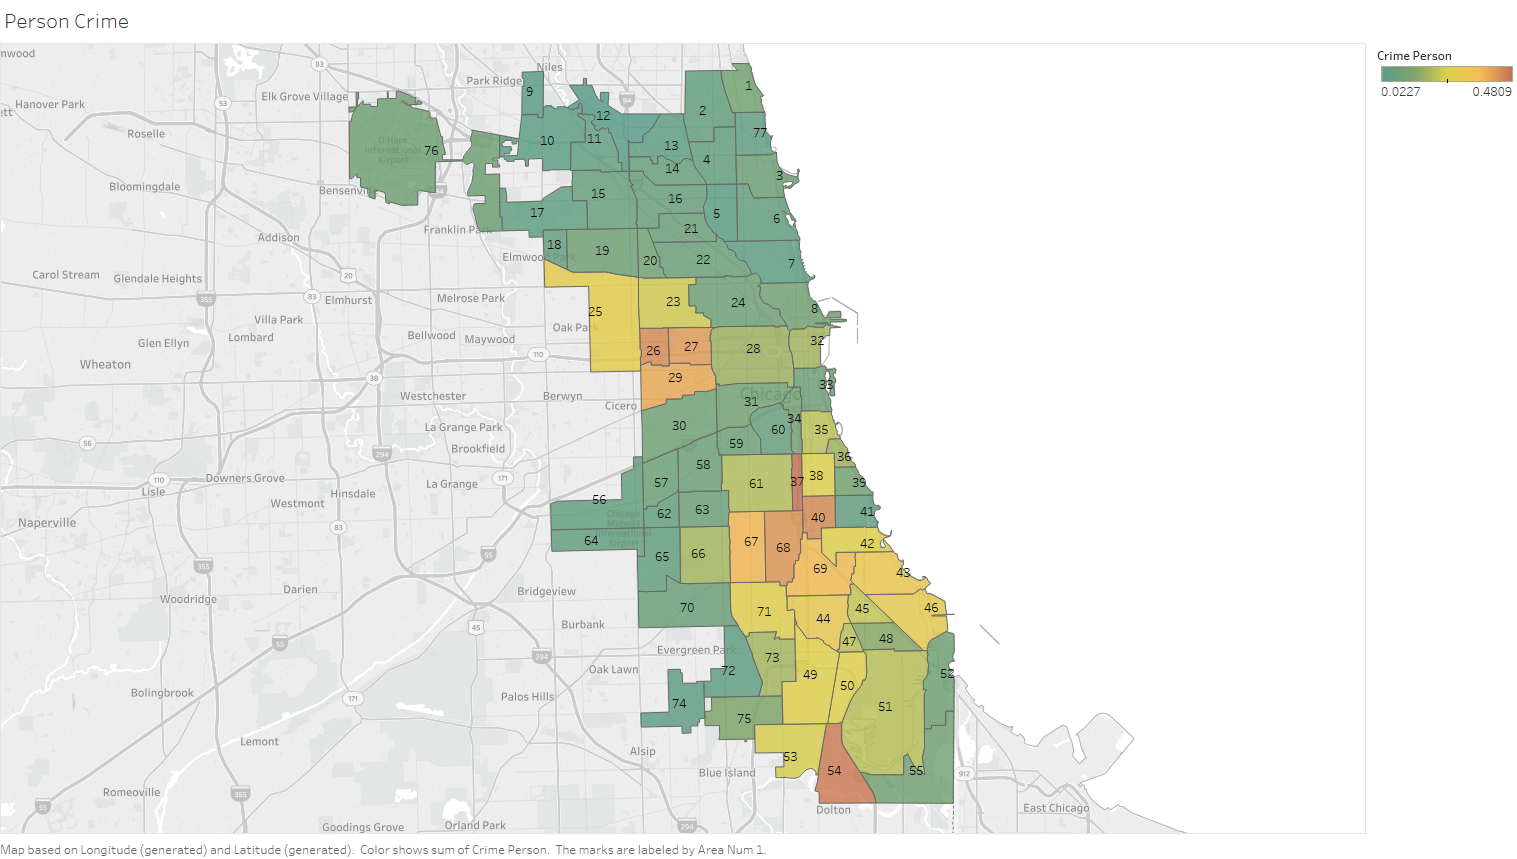 Person Crime
Crime Person
0.0227 0.4809
nwood
83
Niles
Park Ridge
9
1
Elk Grove Village
94
Hanover Park
53
2
ett
12
Roselle
77
O'Hare International Airport
76
10
11
13
4
14
3
Bloomingdale
Bensenvi
15
16
17
5
6
Franklin Park
21
Addison
18
19
Elmwood Park
20
22
7
Carol Stream
Glendale Heights
20
355
83
Elmhurst
Melrose Park
23
24
8
25
Villa Park
Oak Park
Glen Ellyn
Lombard
Bellwood
Maywood
32
26
27
28
110
Wheaton
38
29
33
Westchester
Berwyn
Chicago
Cicero
31
34
La Grange Park
30
60
35
56
59
Brookfield
294
36
58
Downers Grove
171
38
110
La Grange
57
61
37
39
Lisle
Hinsdale
56
Westmont
62
63
40
41
Naperville
83
Chicago Midway International Airport
64
67
68
42
55
65
66
355
69
43
Darien
Bridgeview
Woodridge
70
71
46
45
44
Burbank
45
55
47
48
294
Evergreen Park
73
Oak Lawn
72
49
52
50
Bolingbrook
171
Palos Hills
74
51
75
Lemont
Alsip
53
Blue Island
54
55
912
Romeoville
355
55
Dolton
East Chicago
Goodings Grove
Orland Park
294
Map based on Longitude (generated) and Latitude (generated). Color shows sum of Crime Person. The marks are labeled by Area Num 1.